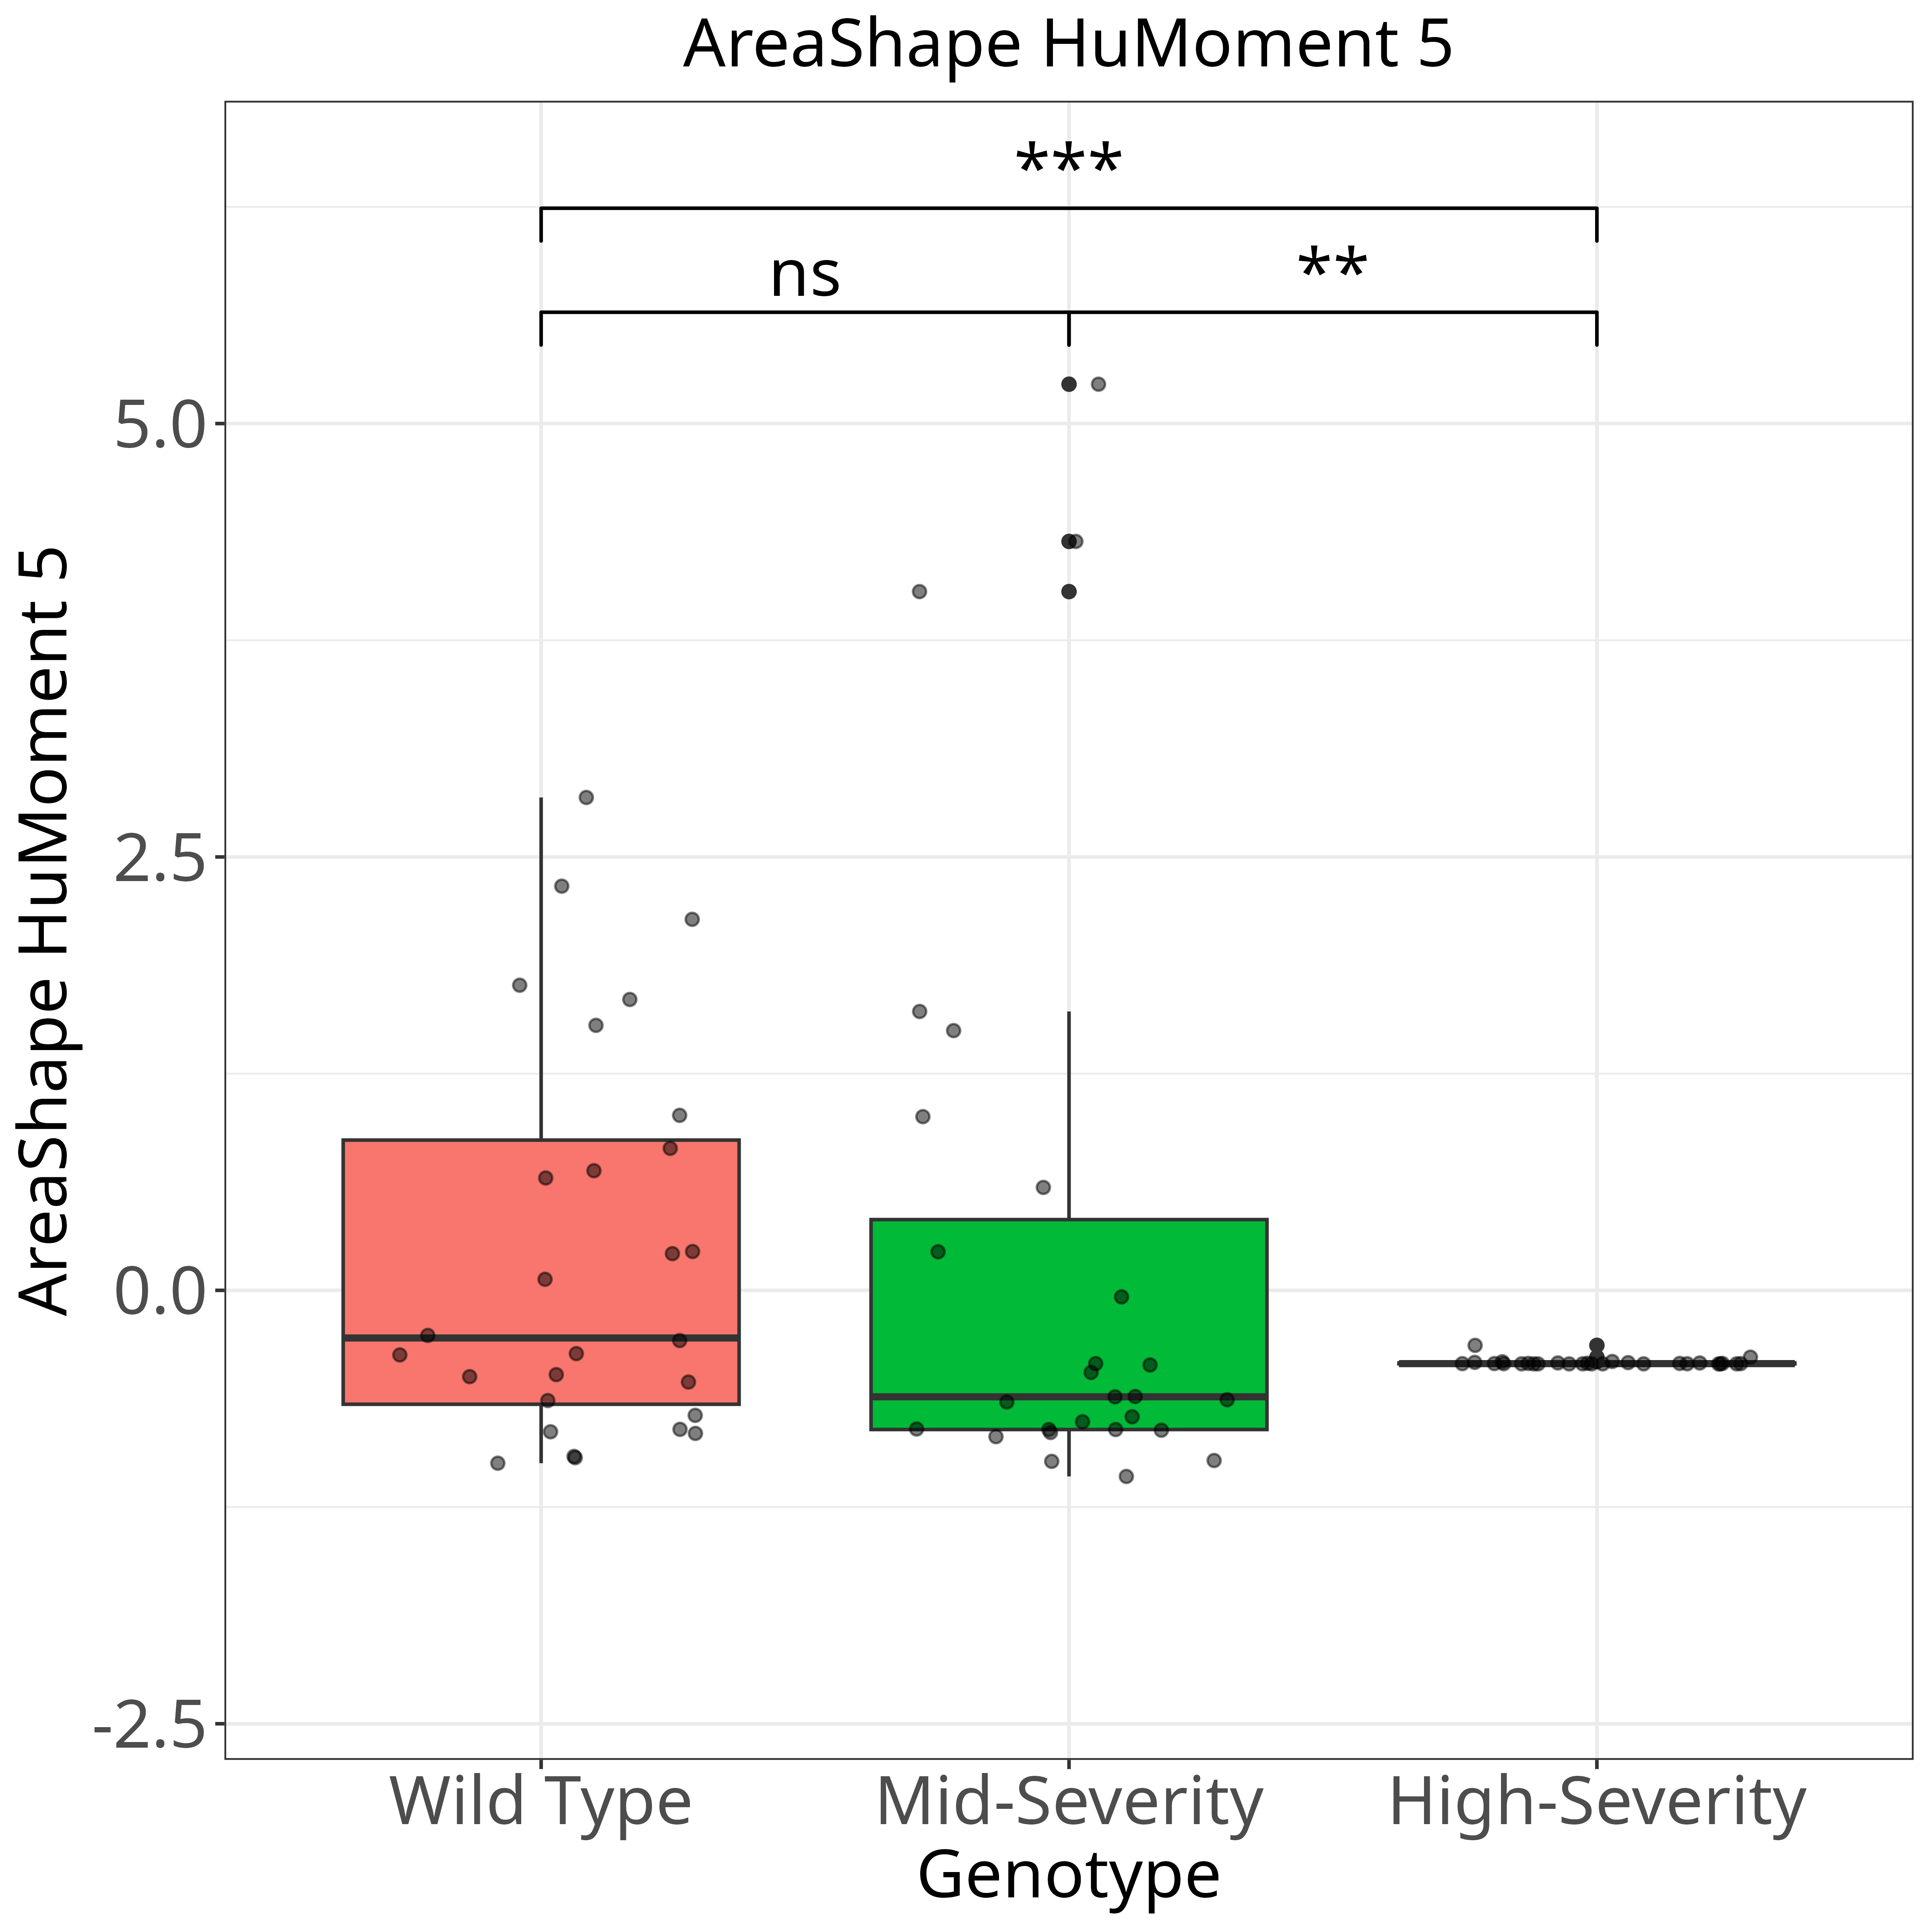 AreaShape HuMoment 5
***
ns
**
AreaShape HuMoment 5
5.0
2.5
0.0
-2.5
Wild Type
Mid-Severity
High-Severity
Genotype